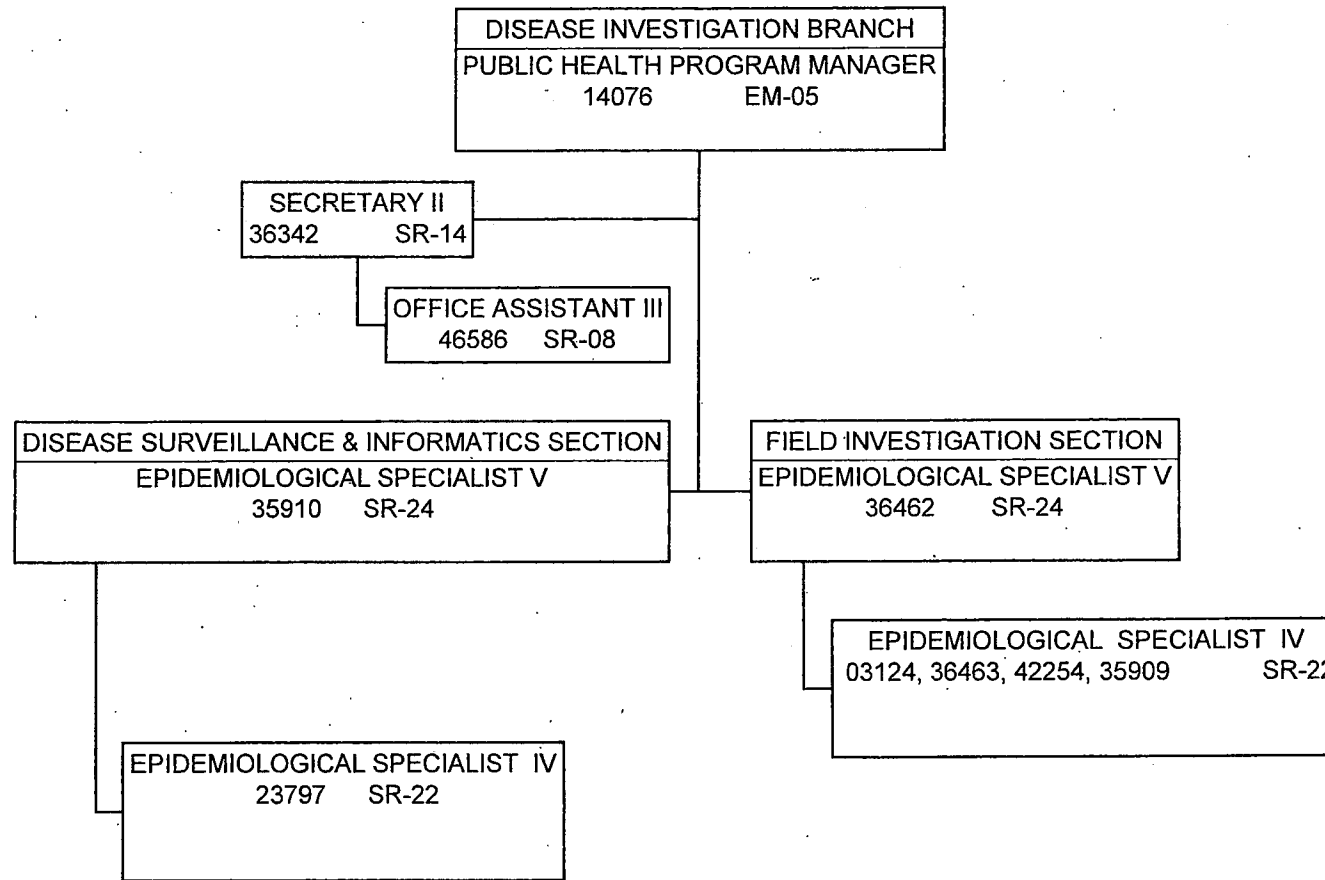 DISEASE INVESTIGATION BRANCH
PUBLIC HEALTH PROGRAM MANAGER
14076 EM-05
SECRETARY II
36342 SR-14
OFFICE ASSISTANT III
46586 SR-08
DISEASE SURVEILLANCE & INFORMATICS SECTION
EPIDEMIOLOGICAL SPECIALIST V
35910 SR-24
FIELD INVESTIGATION SECTION
EPIDEMIOLOGICAL SPECIALIST V
36462 SR-24
EPIDEMIOLOGICAL SPECIALIST IV
03124, 36463, 42254, 35909 SR-22
EPIDEMIOLOGICAL SPECIALIST IV
23797 SR-22